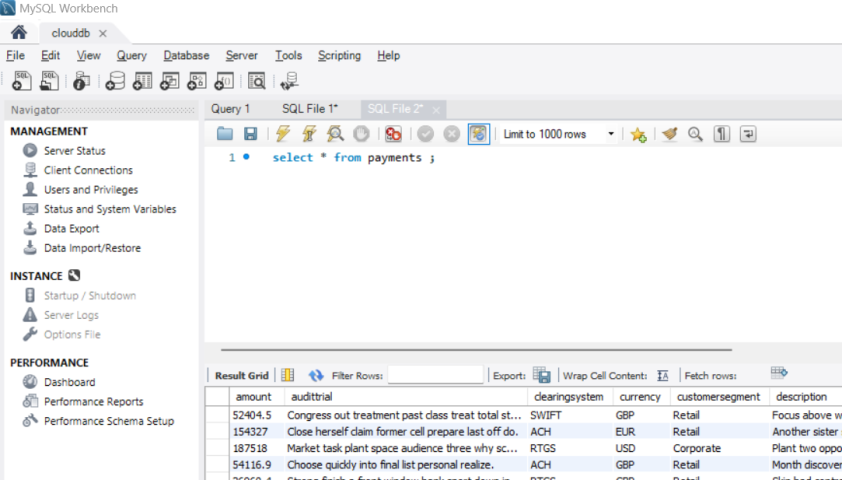 MySQL Workbench
clouddb
File Edit View Query Database Server Tools Scripting Help
Navigator
Query 1 SQL File 1* SQL File 2*
MANAGEMENT
Server Status
Client Connections
Users and Privileges
Status and System Variables
Data Export
Data Import/Restore
INSTANCE
Startup / Shutdown
Server Logs
Options File
PERFORMANCE
Dashboard
Performance Reports
Performance Schema Setup
Limit to 1000 rows
1 select * from payments ;
Result Grid Filter Rows: Export: Wrap Cell Content: Fetch rows:
amount audittrial clearingsystem currency customersegment description
52404.5 Congress out treatment past class treat total st... SWIFT GBP Retail Focus above w
154327 Close herself claim former cell prepare last off do. ACH EUR Retail Another sister
187518 Market task plant space audience three why sc... RTGS USD Corporate Plant two oppo
54116.9 Choose quickly into final list personal realize. ACH GBP Retail Month discover